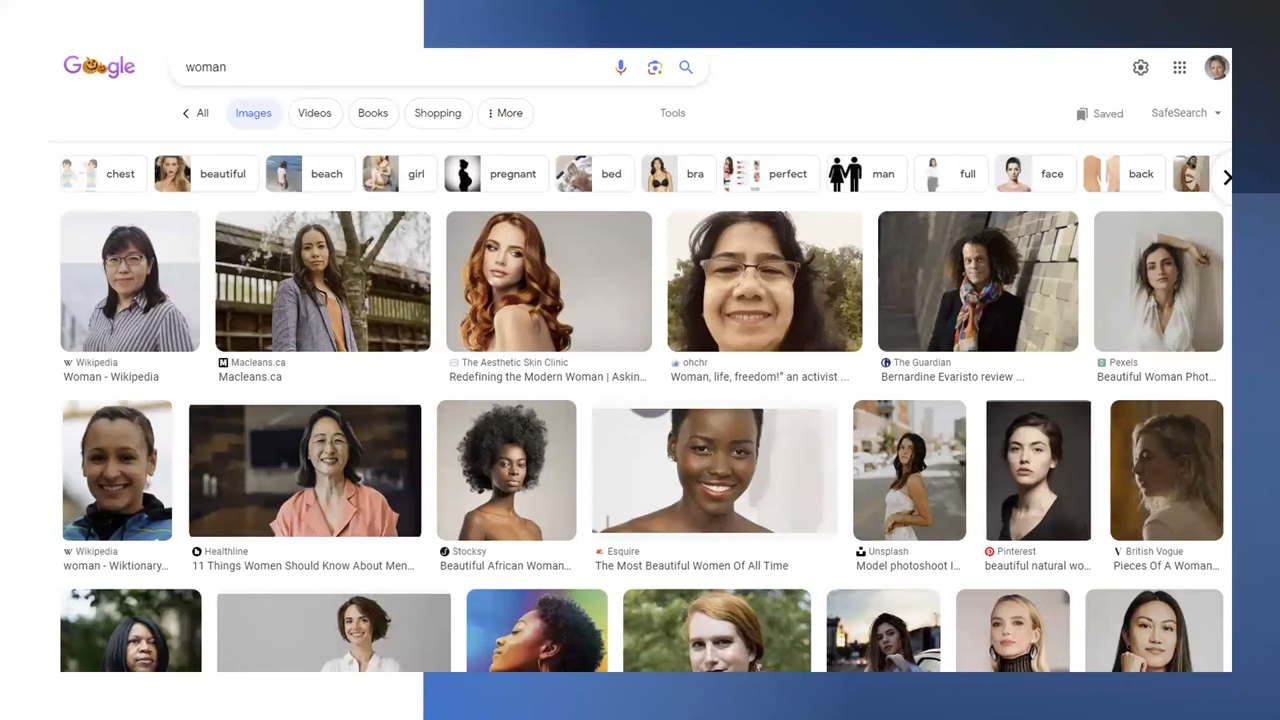 Google
woman
All
Images
Videos
Books
Shopping
More
Tools
Saved
SafeSearch
chest
beautiful
beach
girl
pregnant
bed
bra
perfect
man
full
face
back
W Wikipedia
Woman - Wikipedia
M Macleans.ca
Macleans.ca
The Aesthetic Skin Clinic
Redefining the Modern Woman | Askin...
ohchr
Woman, life, freedom!” an activist ...
G The Guardian
Bernardine Evaristo review ...
Pexels
Beautiful Woman Phot...
W Wikipedia
woman - Wiktionary...
h Healthline
11 Things Women Should Know About Men...
Stocksy
Beautiful African Woman...
Esquire
The Most Beautiful Women Of All Time
Unsplash
Model photoshoot I...
Pinterest
beautiful natural wo...
V British Vogue
Pieces Of A Woman...